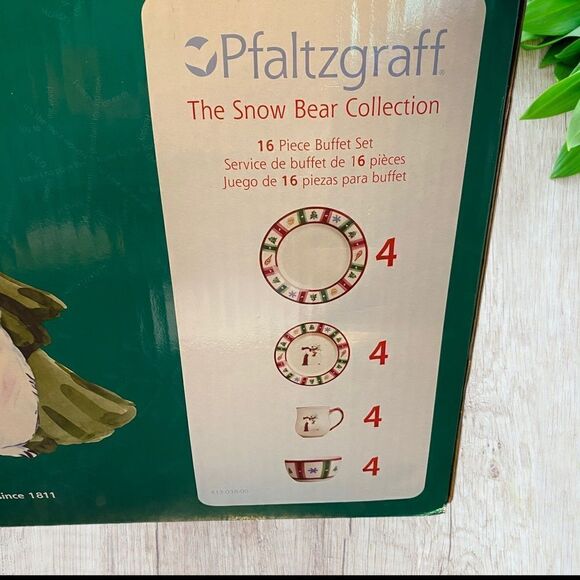 Pfaltzgraff
The Snow Bear Collection
16 Piece Buffet Set
Service de buffet de 16 pièces
Juego de 16 piezas para buffet
4
4
4
4
since 1811